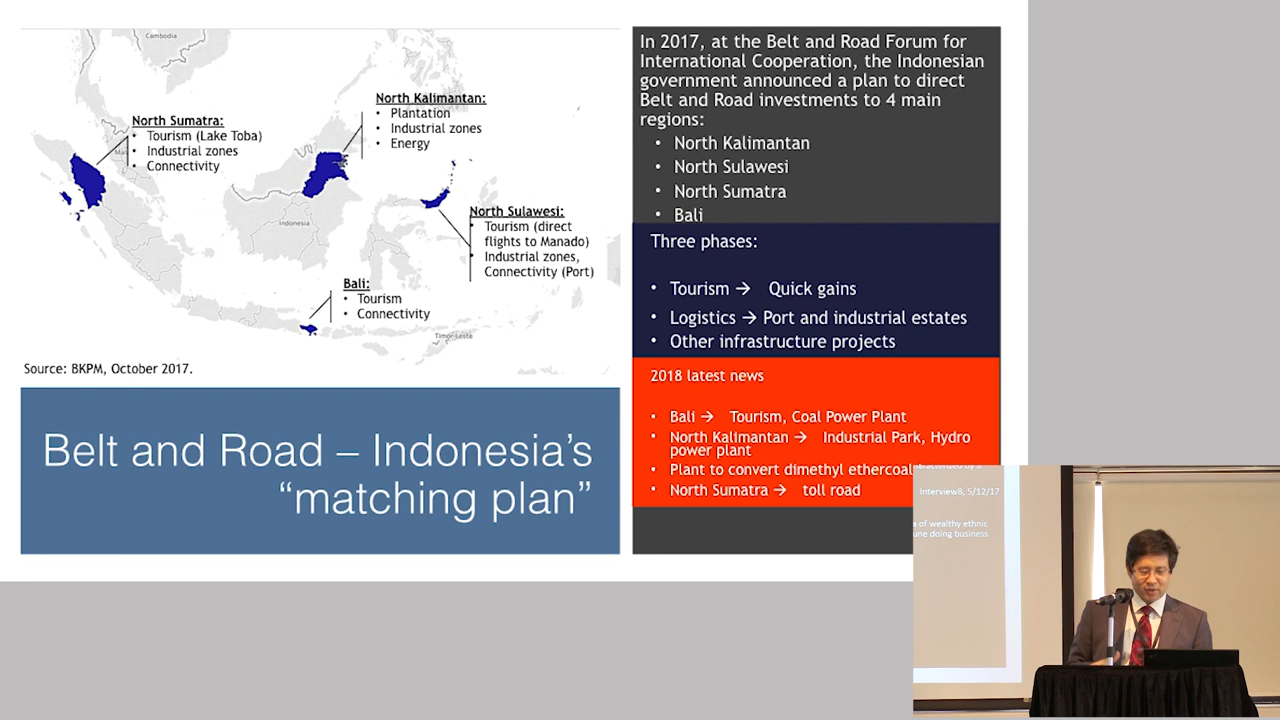 Cambodia
North Kalimantan:
• Plantation
• Industrial zones
• Energy
North Sumatra:
• Tourism (Lake Toba)
• Industrial zones
• Connectivity
Indonesia
North Sulawesi:
• Tourism (direct
flights to Manado)
• Industrial zones,
Connectivity (Port)
Bali:
• Tourism
• Connectivity
Timor-Leste
Source: BKPM, October 2017.
Belt and Road – Indonesia’s
“matching plan”
In 2017, at the Belt and Road Forum for
International Cooperation, the Indonesian
government announced a plan to direct
Belt and Road investments to 4 main
regions:
• North Kalimantan
• North Sulawesi
• North Sumatra
• Bali
Three phases:
• Tourism → Quick gains
• Logistics → Port and industrial estates
• Other infrastructure projects
2018 latest news
• Bali → Tourism, Coal Power Plant
• North Kalimantan → Industrial Park, Hydro
power plant
• Plant to convert dimethyl ethercoal
• North Sumatra → toll road
Interview8, 5/12/17
of wealthy ethnic
doing business